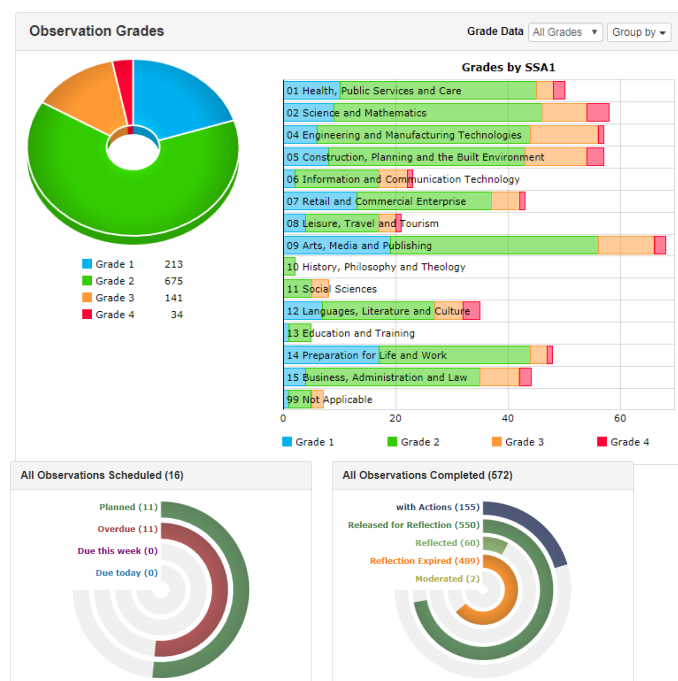 Observation Grades
Grade Data All Grades Group by
Grade 1 213
Grade 2 675
Grade 3 141
Grade 4 34
Grades by SSA1
01 Health, Public Services and Care
02 Science and Mathematics
04 Engineering and Manufacturing Technologies
05 Construction, Planning and the Built Environment
06 Information and Communication Technology
07 Retail and Commercial Enterprise
08 Leisure, Travel and Tourism
09 Arts, Media and Publishing
10 History, Philosophy and Theology
11 Social Sciences
12 Languages, Literature and Culture
13 Education and Training
14 Preparation for Life and Work
15 Business, Administration and Law
99 Not Applicable
0 20 40 60
Grade 1 Grade 2 Grade 3 Grade 4
All Observations Scheduled (16)
Planned (11)
Overdue (11)
Due this week (0)
Due today (0)
All Observations Completed (572)
with Actions (155)
Released for Reflection (550)
Reflected (60)
Reflection Expired (489)
Moderated (2)